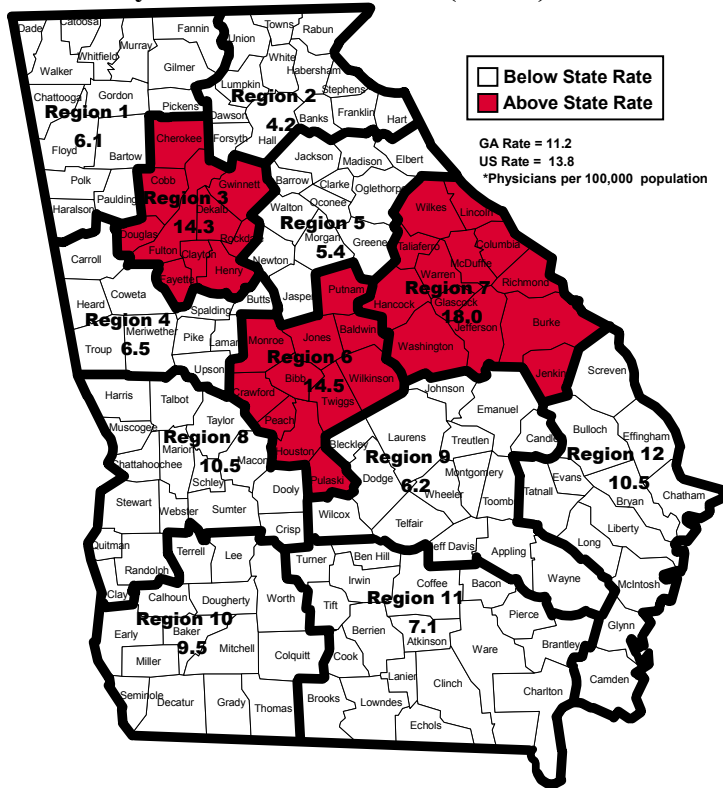 Dade
Catoosa
Fannin
Towns
Rabun
Union
Murray
Whitfield
White
Walker
Gilmer
Habersham
Lumpkin
Stephens
Chattooga
Gordon
Pickens
Region 1
6.1
Region 2
4.2
Dawson
Banks
Franklin
Hart
Floyd
Bartow
Cherokee
Forsyth
Hall
Below State Rate
Above State Rate
GA Rate = 11.2
US Rate = 13.8
*Physicians per 100,000 population
Polk
Paulding
Haralson
Cobb
Gwinnett
Region 3
14.3
Dekalb
Douglas
Rockdale
Fulton
Clayton
Fayette
Henry
Jackson
Madison
Elbert
Barrow
Clarke
Oglethorpe
Walton
Oconee
Region 5
5.4
Morgan
Greene
Newton
Jasper
Butts
Putnam
Wilkes
Lincoln
Taliaferro
Columbia
McDuffie
Warren
Richmond
Region 7
18.0
Hancock
Glascock
Jefferson
Burke
Washington
Jenkin
Carroll
Coweta
Heard
Spalding
Region 4
6.5
Meriwether
Troup
Pike
Lamar
Upson
Monroe
Jones
Baldwin
Region 6
14.5
Bibb
Wilkinson
Crawford
Twiggs
Peach
Houston
Pulaski
Harris
Talbot
Taylor
Muscogee
Region 8
10.5
Marion
Macon
Chattahoochee
Schley
Dooly
Stewart
Webster
Sumter
Crisp
Quitman
Randolph
Johnson
Emanuel
Laurens
Treutlen
Candle
Bleckley
Region 9
6.2
Dodge
Montgomery
Wheeler
Toomb
Wilcox
Telfair
Jeff Davis
Appling
Screven
Bulloch
Effingham
Region 12
10.5
Evans
Tatnall
Bryan
Chatham
Liberty
Long
Wayne
McIntosh
Terrell
Lee
Clay
Calhoun
Dougherty
Worth
Region 10
9.5
Early
Baker
Miller
Mitchell
Colquitt
Seminole
Decatur
Grady
Thomas
Turner
Ben Hill
Irwin
Coffee
Bacon
Tift
Region 11
7.1
Pierce
Berrien
Atkinson
Ware
Brantley
Glynn
Cook
Lanier
Clinch
Charlton
Camden
Brooks
Lowndes
Echols